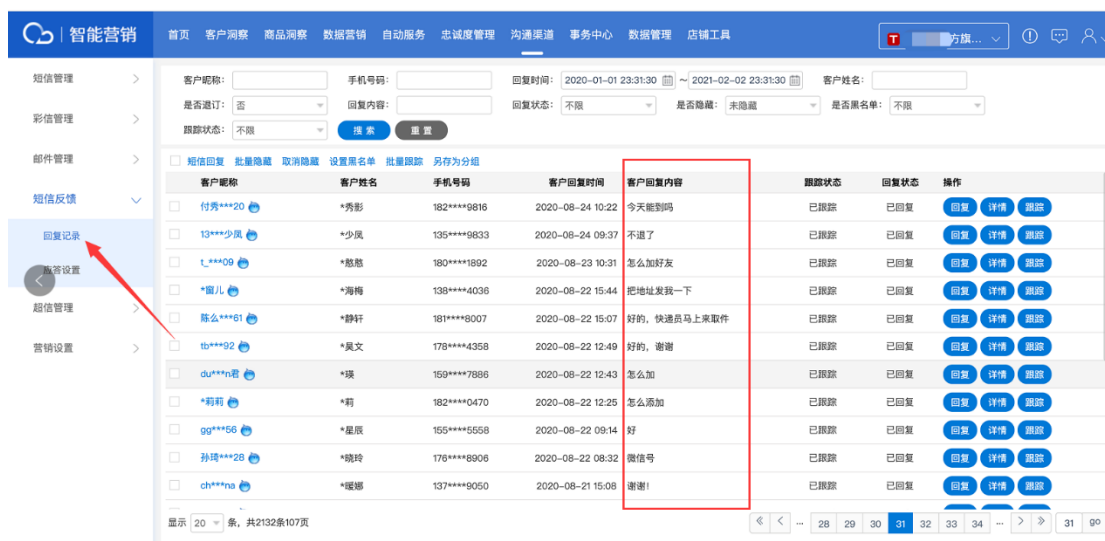 智能营销 首页 客户洞察 商品洞察 数据营销 自动服务 忠诚度管理 沟通渠道 事务中心 数据管理 店铺工具 T 方旗...
短信管理
彩信管理
邮件管理
短信反馈
回复记录
应答设置
超信管理
营销设置
客户昵称: 手机号码: 回复时间: 2020-01-01 23:31:30 ~ 2021-02-02 23:31:30 客户姓名:
是否退订: 否 回复内容: 回复状态: 不限 是否隐藏: 未隐藏 是否黑名单: 不限
跟踪状态: 不限 搜索 重置
短信回复 批量隐藏 取消隐藏 设置黑名单 批量跟踪 另存为分组
客户昵称 客户姓名 手机号码 客户回复时间 客户回复内容 跟踪状态 回复状态 操作
付秀***20 *秀影 182****9816 2020-08-24 10:22 今天能到吗 已跟踪 已回复 回复 详情 跟踪
13***少凤 *少凤 135****9833 2020-08-24 09:37 不退了 已跟踪 已回复 回复 详情 跟踪
t_***09 *憨憨 180****1892 2020-08-23 10:31 怎么加好友 已跟踪 已回复 回复 详情 跟踪
*窗儿 *海梅 138****4036 2020-08-22 15:44 把地址发我一下 已跟踪 已回复 回复 详情 跟踪
陈么***61 *静轩 181****8007 2020-08-22 15:07 好的，快递员马上来取件 已跟踪 已回复 回复 详情 跟踪
tb***92 *吴文 178****4358 2020-08-22 12:49 好的，谢谢 已跟踪 已回复 回复 详情 跟踪
du***n君 *瑛 159****7886 2020-08-22 12:43 怎么加 已跟踪 已回复 回复 详情 跟踪
*莉莉 *莉 182****0470 2020-08-22 12:25 怎么添加 已跟踪 已回复 回复 详情 跟踪
gg***56 *星辰 155****5558 2020-08-22 09:14 好 已跟踪 已回复 回复 详情 跟踪
孙琦***28 *晓玲 176****8906 2020-08-22 08:32 微信号 已跟踪 已回复 回复 详情 跟踪
ch***na *媛娜 137****9050 2020-08-21 15:08 谢谢! 已跟踪 已回复 回复 详情 跟踪
显示 20 条，共2132条107页 « < ... 28 29 30 31 32 33 34 ... > » 31 go